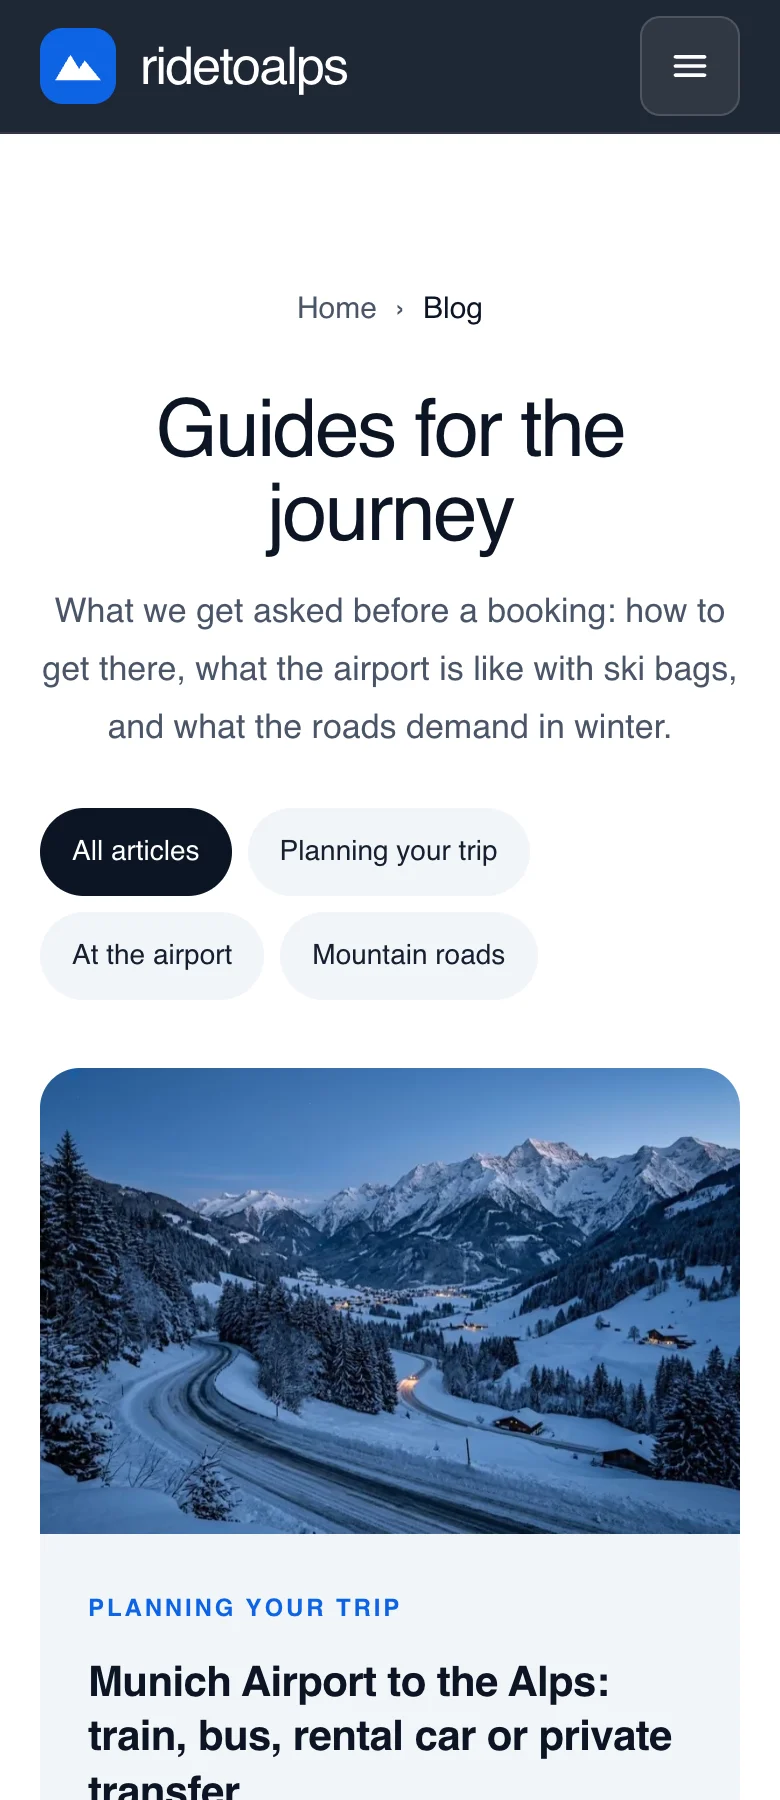 ridetoalps
Home › Blog
Guides for the
journey
What we get asked before a booking: how to
get there, what the airport is like with ski bags,
and what the roads demand in winter.
All articles
Planning your trip
At the airport
Mountain roads
PLANNING YOUR TRIP
Munich Airport to the Alps:
train, bus, rental car or private
transfer